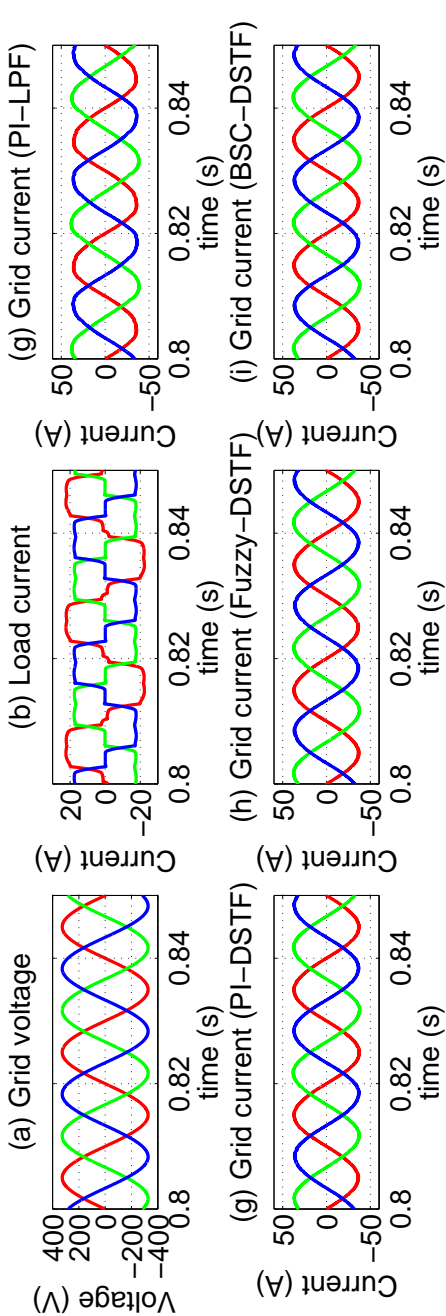 (a) Grid voltage
Voltage (V)
400
200
0
−200
−400
0.8
0.82
0.84
time (s)
(b) Load current
Current (A)
20
0
−20
0.8
0.82
0.84
time (s)
(g) Grid current (PI−LPF)
Current (A)
50
0
−50
0.8
0.82
0.84
time (s)
(g) Grid current (PI−DSTF)
Current (A)
50
0
−50
0.8
0.82
0.84
time (s)
(h) Grid current (Fuzzy−DSTF)
Current (A)
50
0
−50
0.8
0.82
0.84
time (s)
(i) Grid current (BSC−DSTF)
Current (A)
50
0
−50
0.8
0.82
0.84
time (s)